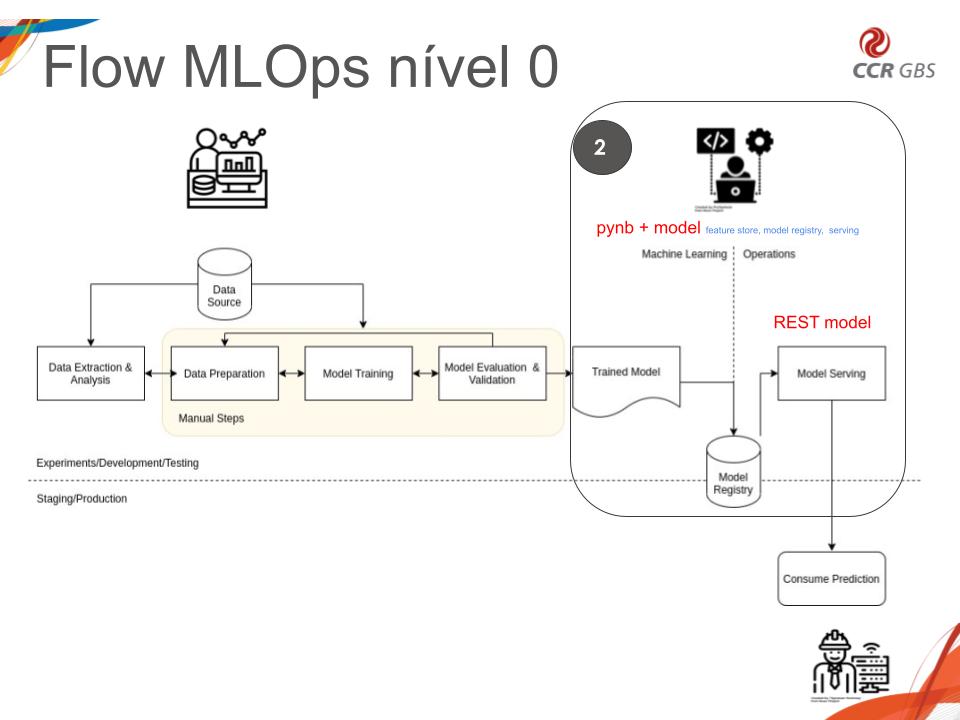 Flow MLOps nível 0
CCR GBS
2
pynb + model feature store, model registry, serving
Machine Learning
Operations
Data
Source
REST model
Data Extraction &
Analysis
Data Preparation
Model Training
Model Evaluation &
Validation
Trained Model
Model Serving
Manual Steps
Experiments/Development/Testing
Model
Registry
Staging/Production
Consume Prediction